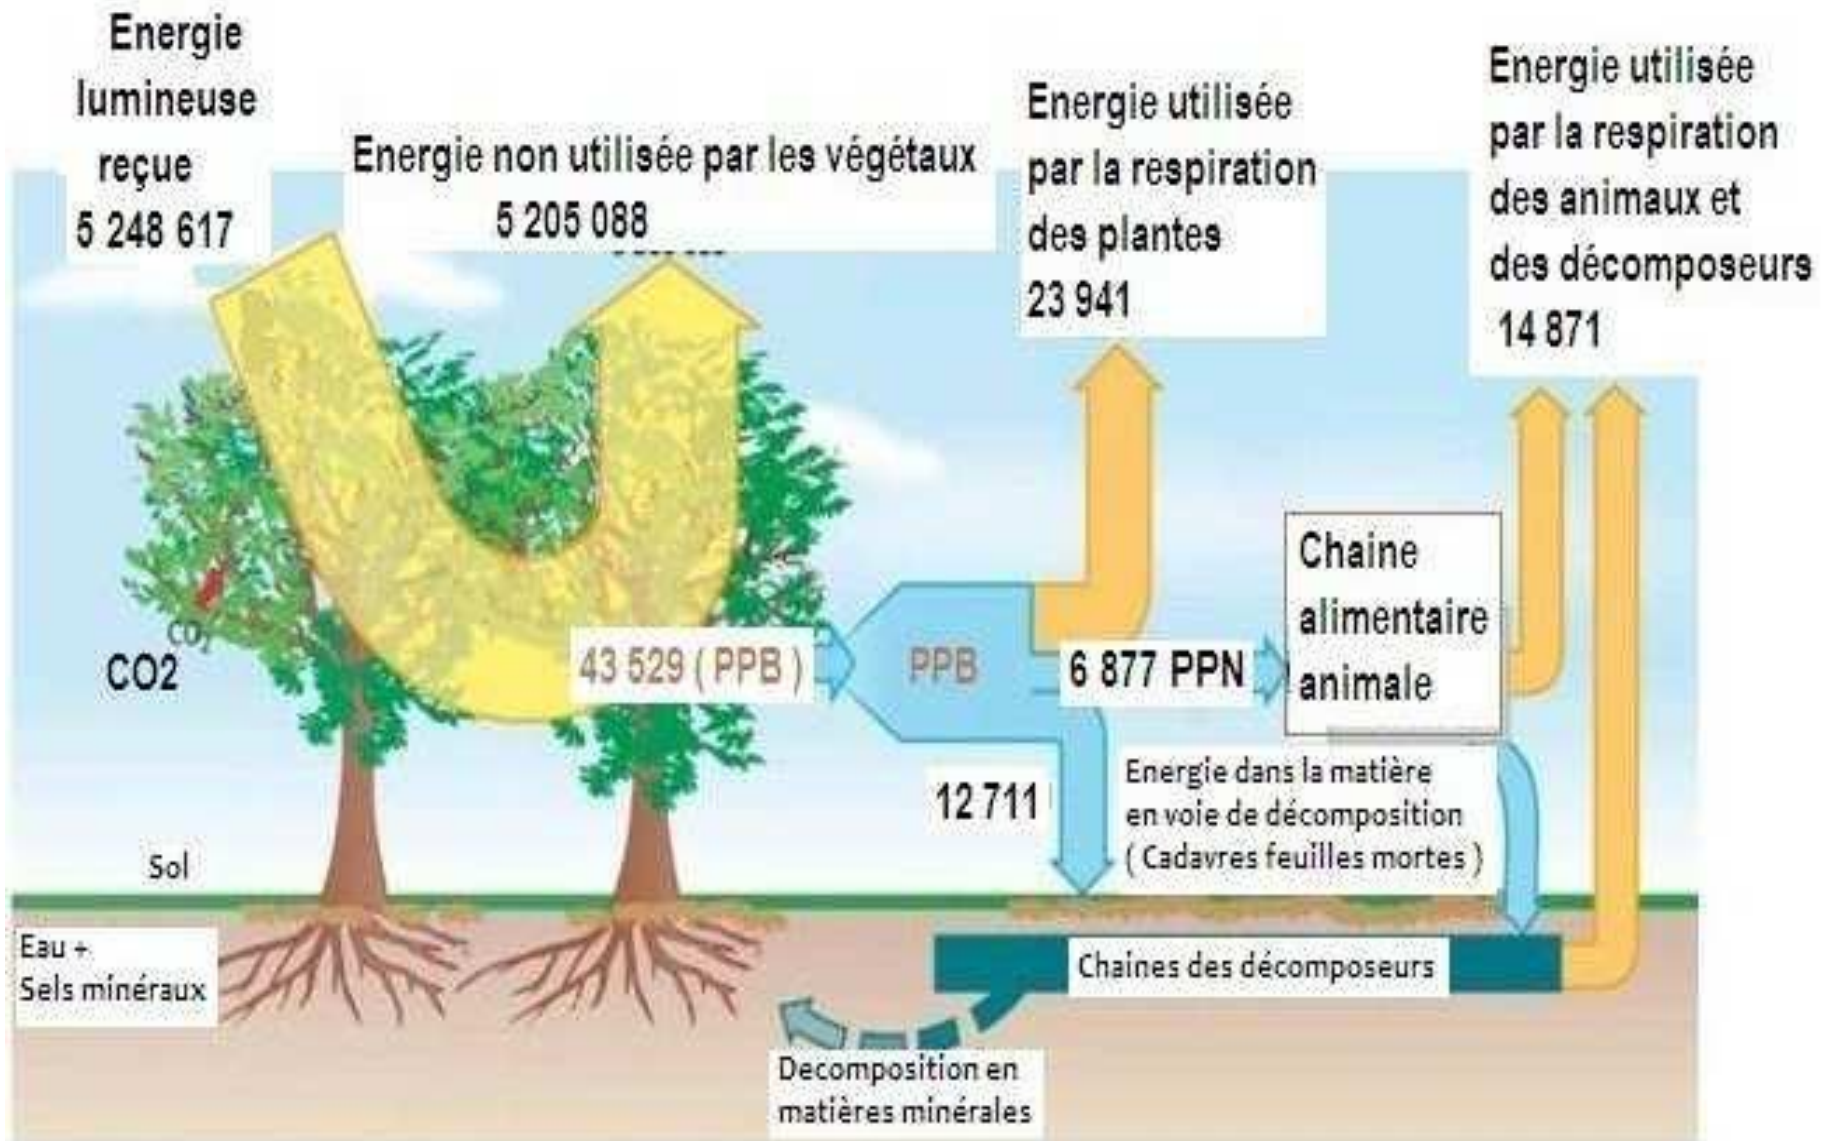 Energie
lumineuse
reçue
5 248 617
Energie non utilisée par les végétaux
5 205 088
Energie utilisée
par la respiration
des plantes
23 941
Energie utilisée
par la respiration
des animaux et
des décomposeurs
14 871
CO2
CO2
43 529 ( PPB )
PPB
6 877 PPN
Chaine
alimentaire
animale
12 711
Energie dans la matière
en voie de décomposition
( Cadavres feuilles mortes )
Sol
Eau +
Sels minéraux
Chaines des décomposeurs
Decomposition en
matières minérales